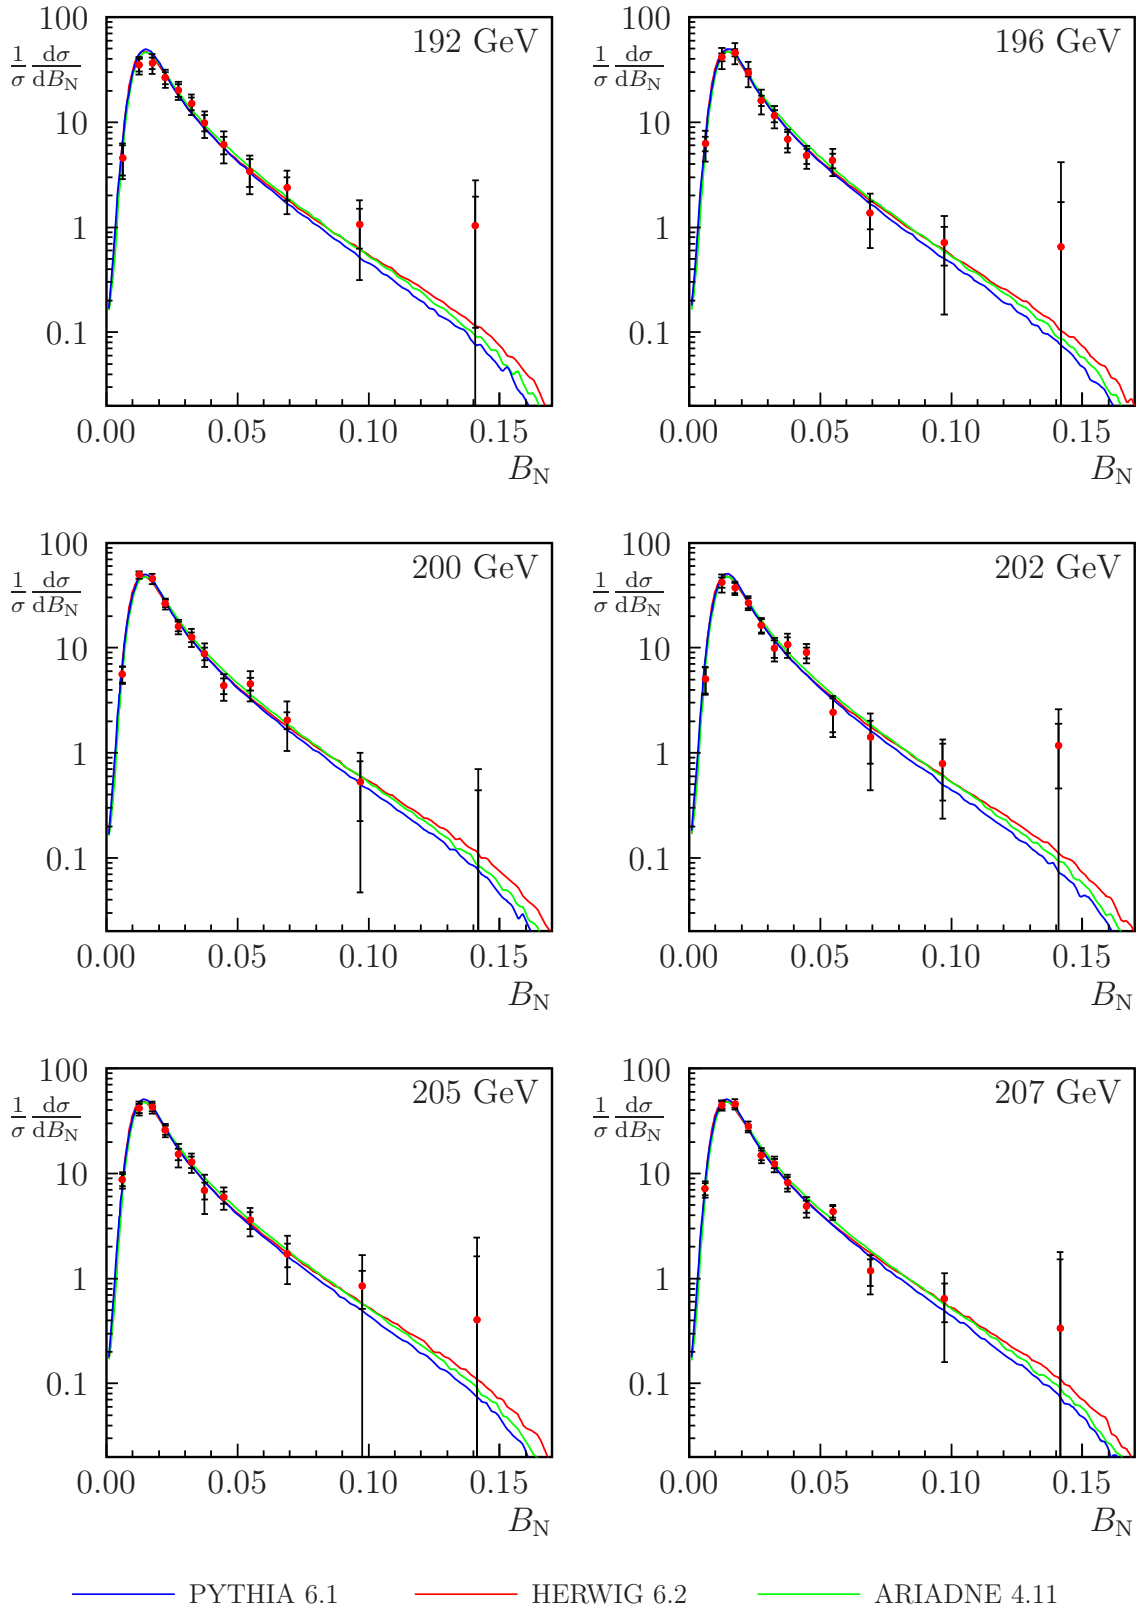 100 192 GeV
1/σ dσ/dB_N
10
1
0.1
0.00 0.05 0.10 0.15
B_N
100 196 GeV
1/σ dσ/dB_N
10
1
0.1
0.00 0.05 0.10 0.15
B_N
100 200 GeV
1/σ dσ/dB_N
10
1
0.1
0.00 0.05 0.10 0.15
B_N
100 202 GeV
1/σ dσ/dB_N
10
1
0.1
0.00 0.05 0.10 0.15
B_N
100 205 GeV
1/σ dσ/dB_N
10
1
0.1
0.00 0.05 0.10 0.15
B_N
100 207 GeV
1/σ dσ/dB_N
10
1
0.1
0.00 0.05 0.10 0.15
B_N
PYTHIA 6.1 HERWIG 6.2 ARIADNE 4.11